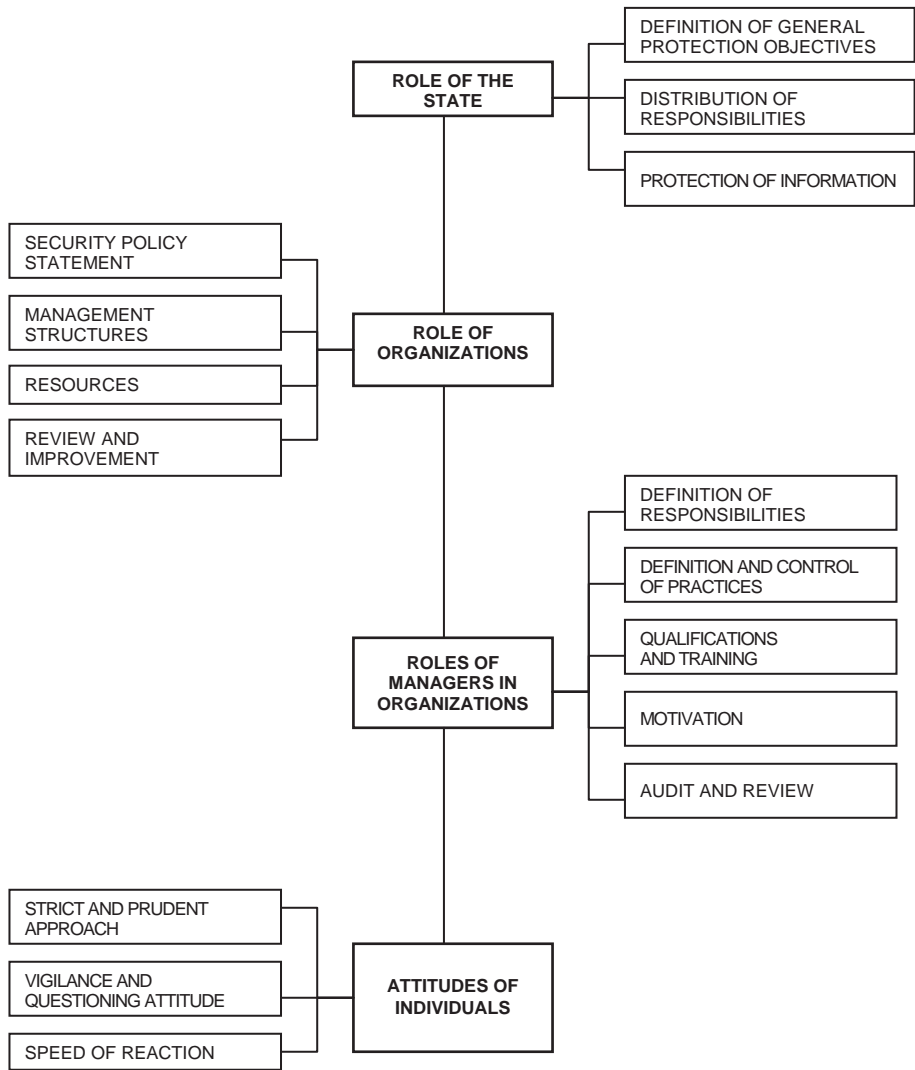 ROLE OF THE
STATE
DEFINITION OF GENERAL
PROTECTION OBJECTIVES
DISTRIBUTION OF
RESPONSIBILITIES
PROTECTION OF INFORMATION
ROLE OF
ORGANIZATIONS
SECURITY POLICY
STATEMENT
MANAGEMENT
STRUCTURES
RESOURCES
REVIEW AND
IMPROVEMENT
ROLES OF
MANAGERS IN
ORGANIZATIONS
DEFINITION OF
RESPONSIBILITIES
DEFINITION AND CONTROL
OF PRACTICES
QUALIFICATIONS
AND TRAINING
MOTIVATION
AUDIT AND REVIEW
ATTITUDES OF
INDIVIDUALS
STRICT AND PRUDENT
APPROACH
VIGILANCE AND
QUESTIONING ATTITUDE
SPEED OF REACTION